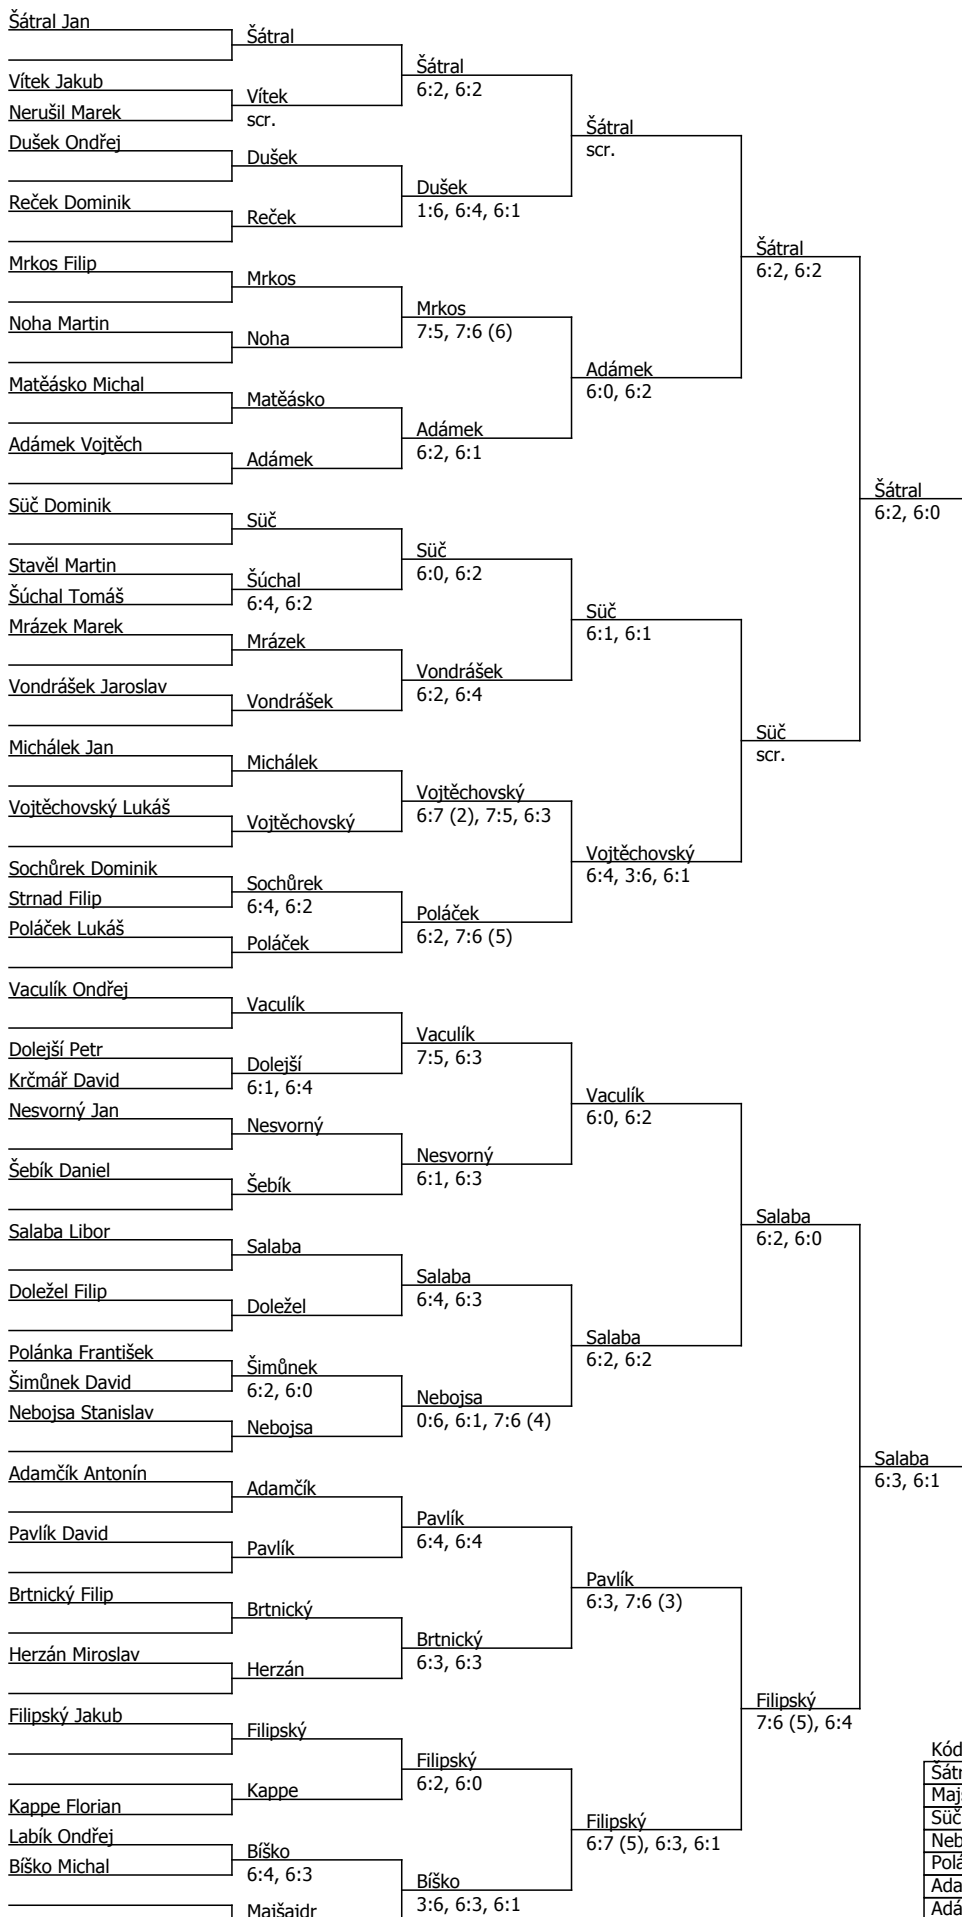 Šátral Jan
Vítek Jakub
Nerušil Marek
Dušek Ondřej
Reček Dominik
Mrkos Filip
Noha Martin
Matěásko Michal
Adámek Vojtěch
Süč Dominik
Stavěl Martin
Šúchal Tomáš
Mrázek Marek
Vondrášek Jaroslav
Michálek Jan
Vojtěchovský Lukáš
Sochůrek Dominik
Strnad Filip
Poláček Lukáš
Vaculík Ondřej
Dolejší Petr
Krčmář David
Nesvorný Jan
Šebík Daniel
Salaba Libor
Doležel Filip
Polánka František
Šimůnek David
Nebojsa Stanislav
Adamčík Antonín
Pavlík David
Brtnický Filip
Herzán Miroslav
Filipský Jakub
Kappe Florian
Labík Ondřej
Bíško Michal
Šátral
Vítek
scr.
Dušek
Reček
Mrkos
Noha
Matěásko
Adámek
Süč
Šúchal
6:4, 6:2
Mrázek
Vondrášek
Michálek
Vojtěchovský
Sochůrek
6:4, 6:2
Poláček
Vaculík
Dolejší
6:1, 6:4
Nesvorný
Šebík
Salaba
Doležel
Šimůnek
6:2, 6:0
Nebojsa
Adamčík
Pavlík
Brtnický
Herzán
Filipský
Kappe
Bíško
6:4, 6:3
Majšajdr
Šátral
6:2, 6:2
Dušek
1:6, 6:4, 6:1
Mrkos
7:5, 7:6 (6)
Adámek
6:2, 6:1
Süč
6:0, 6:2
Vondrášek
6:2, 6:4
Vojtěchovský
6:7 (2), 7:5, 6:3
Poláček
6:2, 7:6 (5)
Vaculík
7:5, 6:3
Nesvorný
6:1, 6:3
Salaba
6:4, 6:3
Nebojsa
0:6, 6:1, 7:6 (4)
Pavlík
6:4, 6:4
Brtnický
6:3, 6:3
Filipský
6:2, 6:0
Bíško
3:6, 6:3, 6:1
Šátral
scr.
Adámek
6:0, 6:2
Süč
6:1, 6:1
Vojtěchovský
6:4, 3:6, 6:1
Vaculík
6:0, 6:2
Salaba
6:2, 6:2
Pavlík
6:3, 7:6 (3)
Filipský
6:7 (5), 6:3, 6:1
Šátral
6:2, 6:2
Süč
scr.
Salaba
6:2, 6:0
Filipský
7:6 (5), 6:4
Šátral
6:2, 6:0
Salaba
6:3, 6:1
Kód
Šátr
Majš
Süč
Neb
Polá
Ada
Adá